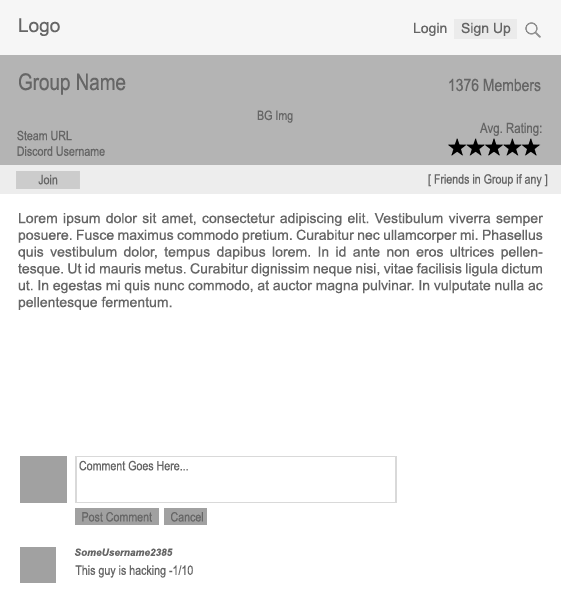 Logo
Login Sign Up
Group Name
1376 Members
BG Img
Steam URL
Avg. Rating:
Discord Username
Join
[ Friends in Group if any ]
Lorem ipsum dolor sit amet, consectetur adipiscing elit. Vestibulum viverra semper
posuere. Fusce maximus commodo pretium. Curabitur nec ullamcorper mi. Phasellus
quis vestibulum dolor, tempus dapibus lorem. In id ante non eros ultrices pellen-
tesque. Ut id mauris metus. Curabitur dignissim neque nisi, vitae facilisis ligula dictum
ut. In egestas mi quis nunc commodo, at auctor magna pulvinar. In vulputate nulla ac
pellentesque fermentum.
Comment Goes Here...
Post Comment Cancel
SomeUsername2385
This guy is hacking -1/10